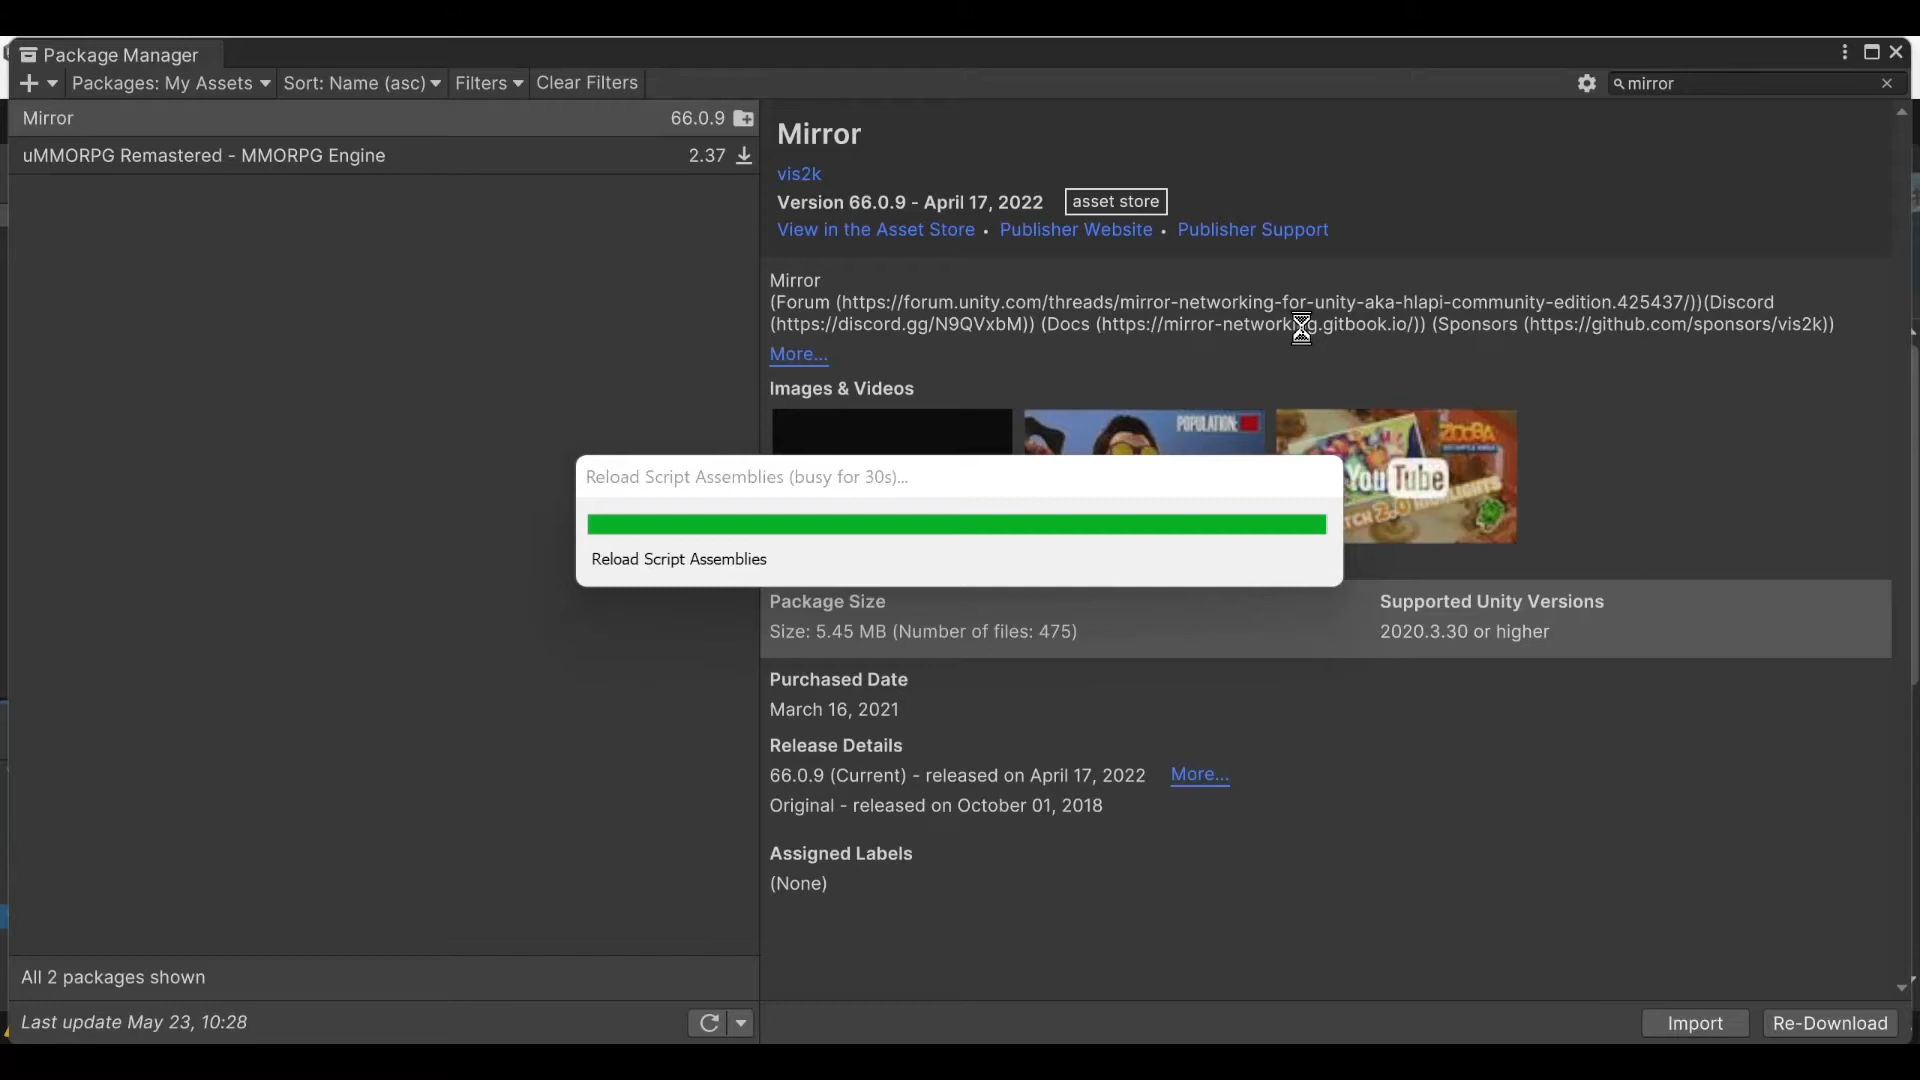 Package Manager
Packages: My Assets
Sort: Name (asc)
Filters
Clear Filters
mirror
Mirror 66.0.9
uMMORPG Remastered - MMORPG Engine 2.37
Mirror
vis2k
Version 66.0.9 - April 17, 2022 asset store
View in the Asset Store • Publisher Website • Publisher Support
Mirror
(Forum (https://forum.unity.com/threads/mirror-networking-for-unity-aka-hlapi-community-edition.425437/))(Discord
(https://discord.gg/N9QVxbM)) (Docs (https://mirror-networking.gitbook.io/)) (Sponsors (https://github.com/sponsors/vis2k))
More...
Images & Videos
POPULATION:
ZOOBA
YouTube
Reload Script Assemblies (busy for 30s)...
Reload Script Assemblies
Package Size
Size: 5.45 MB (Number of files: 475)
Supported Unity Versions
2020.3.30 or higher
Purchased Date
March 16, 2021
Release Details
66.0.9 (Current) - released on April 17, 2022 More...
Original - released on October 01, 2018
Assigned Labels
(None)
All 2 packages shown
Last update May 23, 10:28
Import
Re-Download